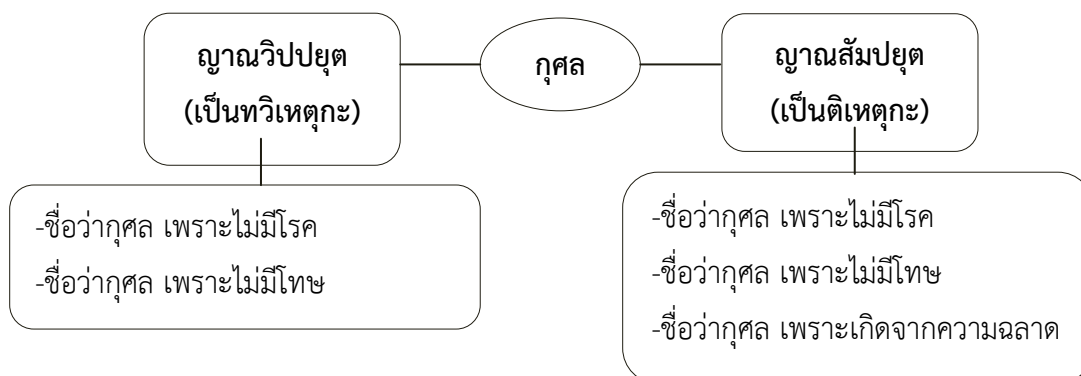 ญาณวิปปยุต
(เป็นทวิเหตุกะ)
กุศล
ญาณสัมปยุต
(เป็นติเหตุกะ)
-ชื่อว่ากุศล เพราะไม่มีโรค
-ชื่อว่ากุศล เพราะไม่มีโทษ
-ชื่อว่ากุศล เพราะไม่มีโรค
-ชื่อว่ากุศล เพราะไม่มีโทษ
-ชื่อว่ากุศล เพราะเกิดจากความฉลาด